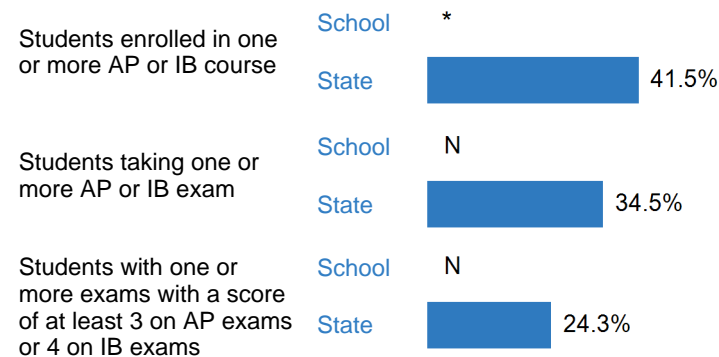 Students enrolled in one
or more AP or IB course
School
*
State
41.5%
Students taking one or
more AP or IB exam
School
N
State
34.5%
Students with one or
more exams with a score
of at least 3 on AP exams
or 4 on IB exams
School
N
State
24.3%